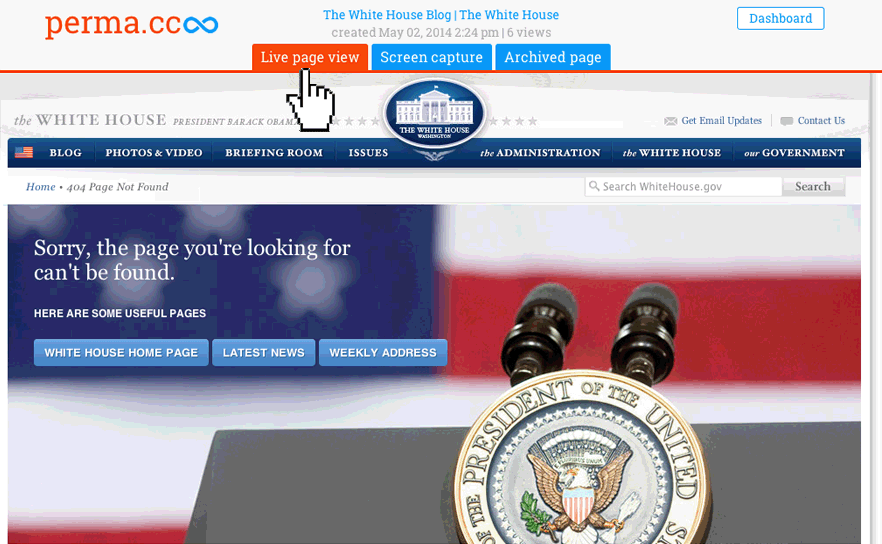 perma.cc
The White House Blog | The White House
created May 02, 2014 2:24 pm | 6 views
Dashboard
Live page view Screen capture Archived page
the WHITE HOUSE PRESIDENT BARACK OBAMA
THE WHITE HOUSE
WASHINGTON
Get Email Updates Contact Us
BLOG PHOTOS & VIDEO BRIEFING ROOM ISSUES the ADMINISTRATION the WHITE HOUSE our GOVERNMENT
Home • 404 Page Not Found
Search WhiteHouse.gov Search
Sorry, the page you're looking for
can't be found.
HERE ARE SOME USEFUL PAGES
WHITE HOUSE HOME PAGE LATEST NEWS WEEKLY ADDRESS
PRESIDENT OF THE UNITED
OF THE